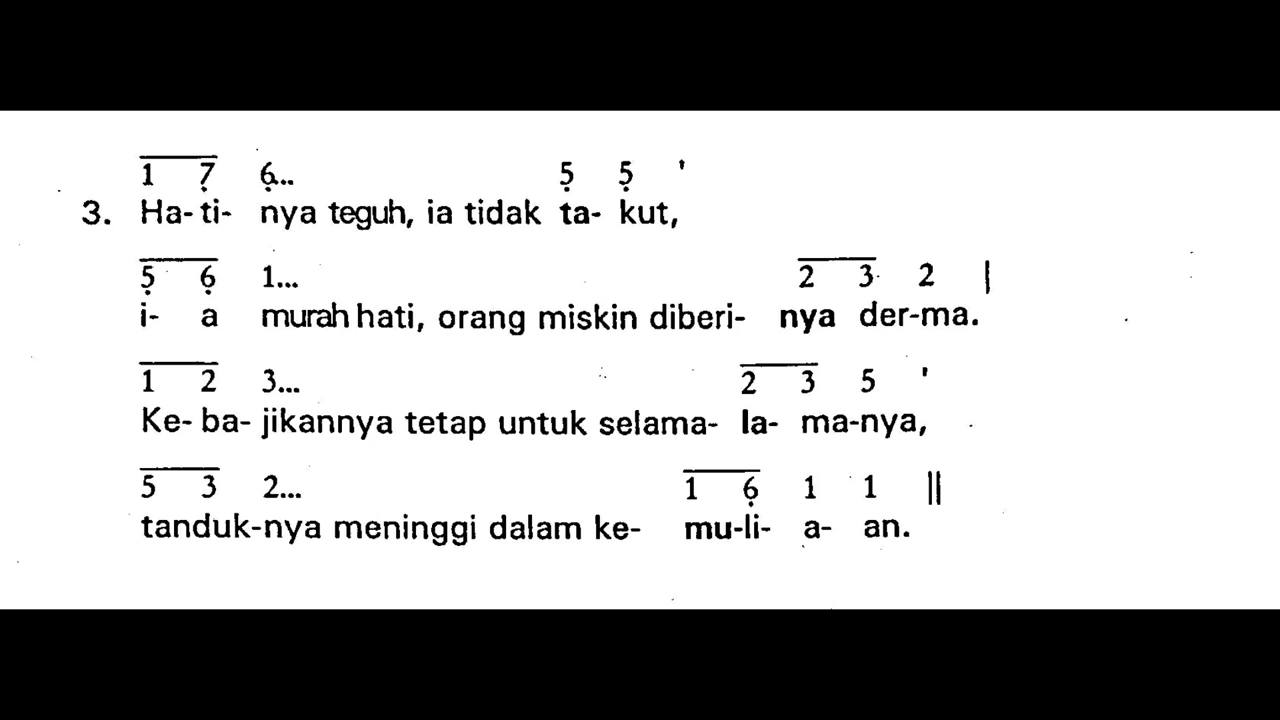 1 7̣ 6̣... 5̣ 5̣ '
3. Ha- ti- nya teguh, ia tidak ta- kut,
5̣ 6̣ 1... 2 3 2 |
i- a murah hati, orang miskin diberi- nya der-ma.
1 2 3... 2 3 5 '
Ke- ba- jikannya tetap untuk selama- la- ma-nya,
5 3 2... 1 6̣ 1 1 ||
tanduk-nya meninggi dalam ke- mu-li- a- an.